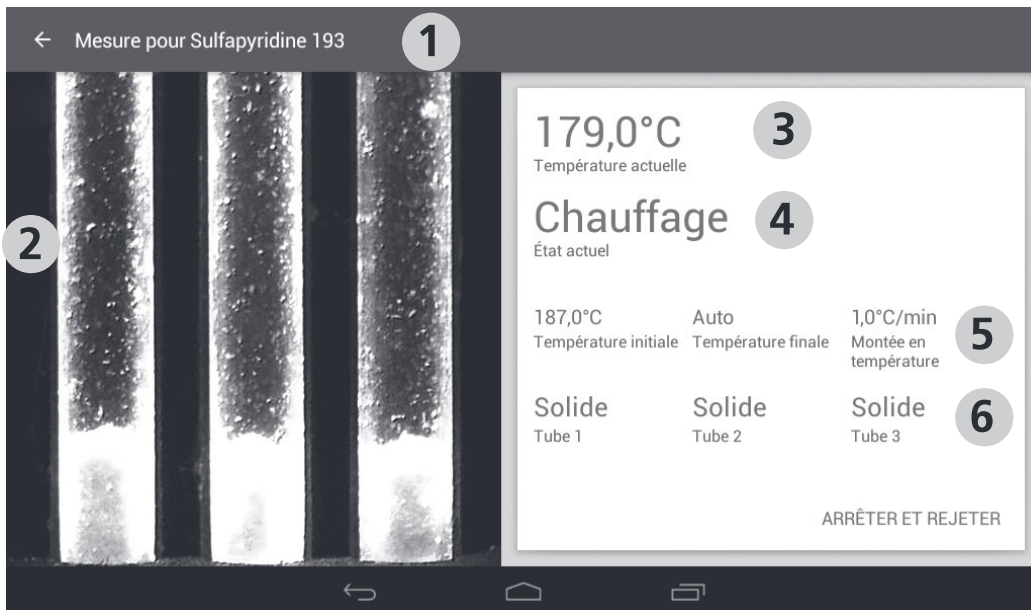 Mesure pour Sulfapyridine 193
1
2
179,0°C
3
Température actuelle
Chauffage
4
État actuel
187,0°C Auto 1,0°C/min
Température initiale Température finale Montée en
température
5
Solide Solide Solide
6
Tube 1 Tube 2 Tube 3
ARRÊTER ET REJETER